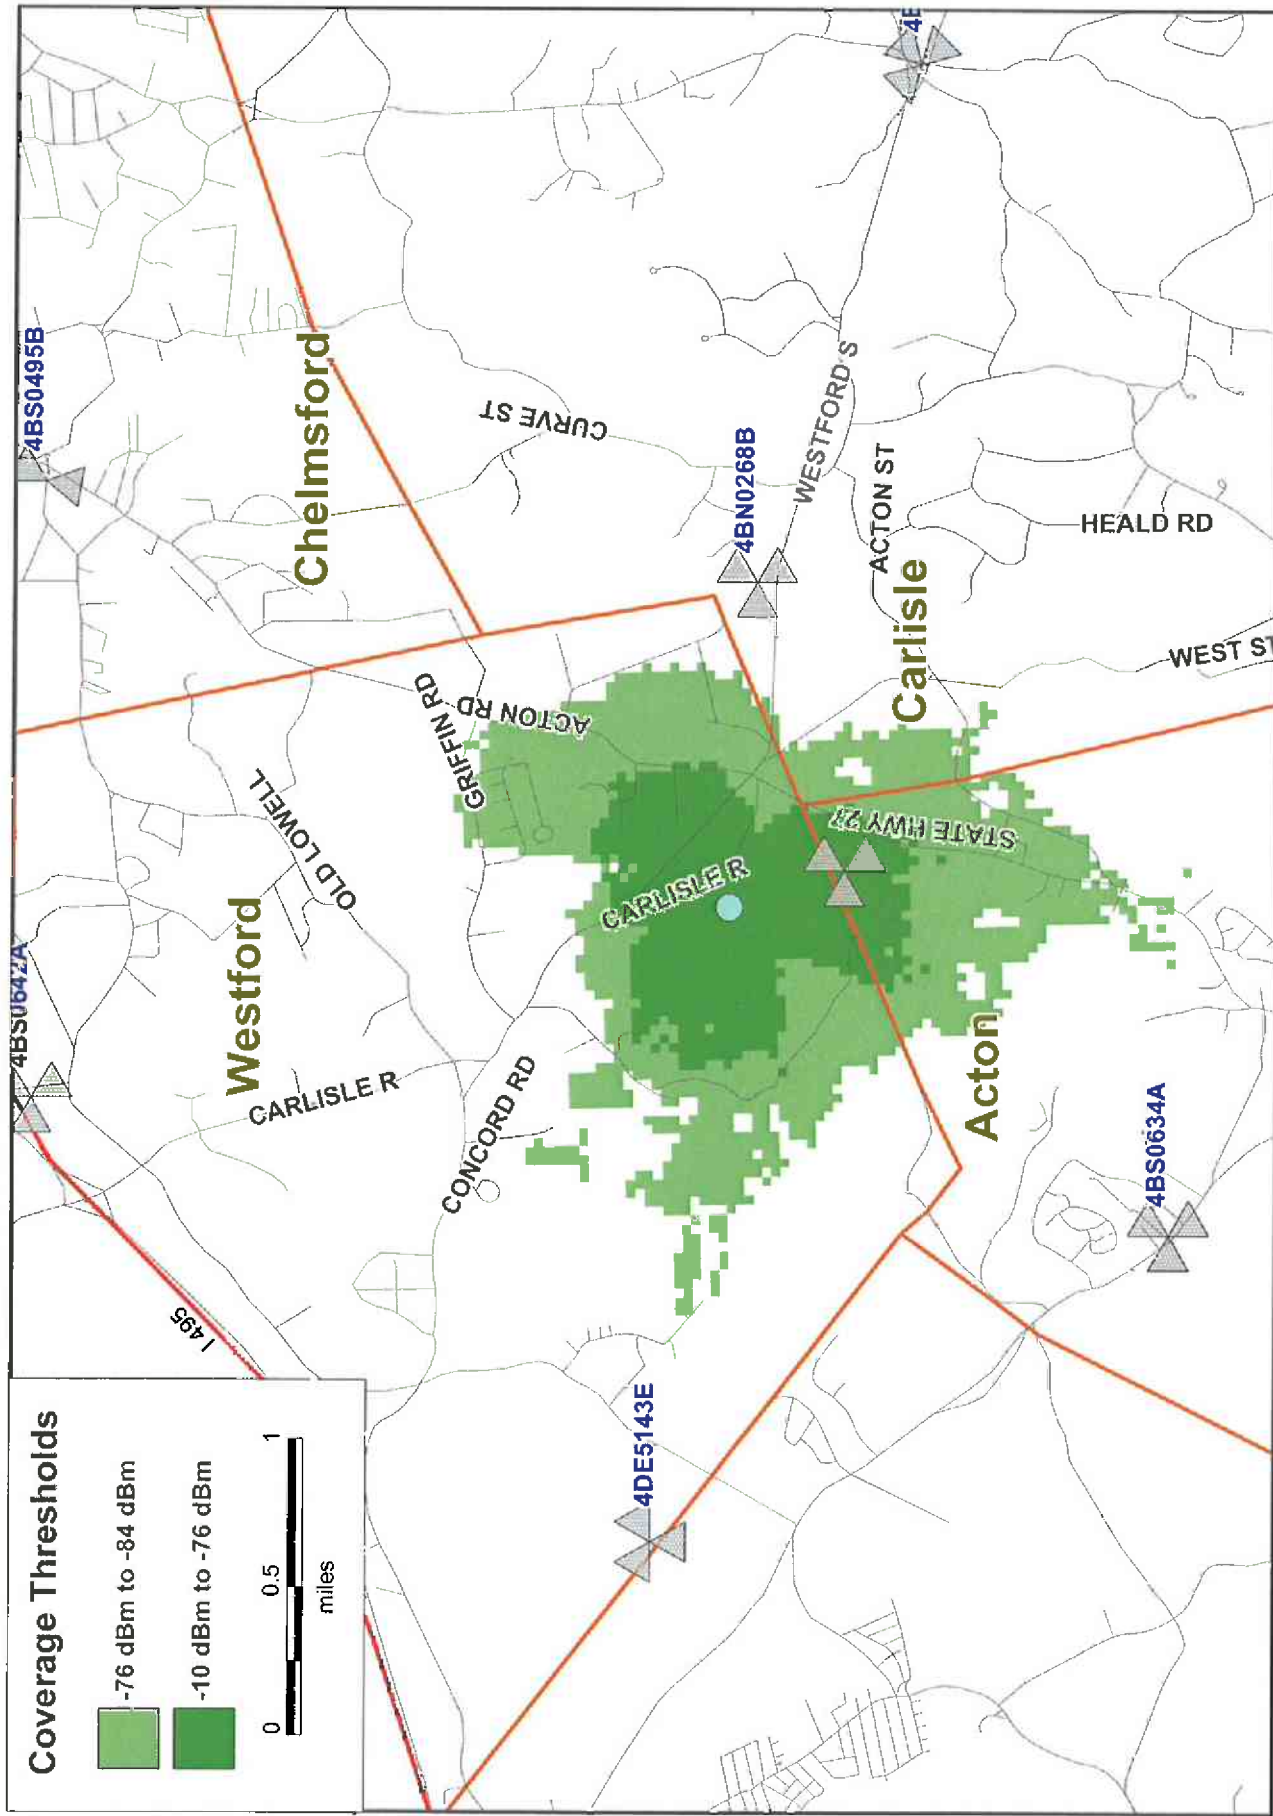 Coverage Thresholds
-76 dBm to -84 dBm
-10 dBm to -76 dBm
0 0.5 1
miles
I 495
4BS0642A
4BS0495B
Westford
Chelmsford
CARLISLE R
OLD LOWELL
CONCORD RD
GRIFFIN RD
ACTON RD
CURVE ST
4DE5143E
CARLISLE R
4BN0268B
WESTFORD S
STATE HWY 27
ACTON ST
Carlisle
Acton
HEALD RD
4BS0634A
WEST ST